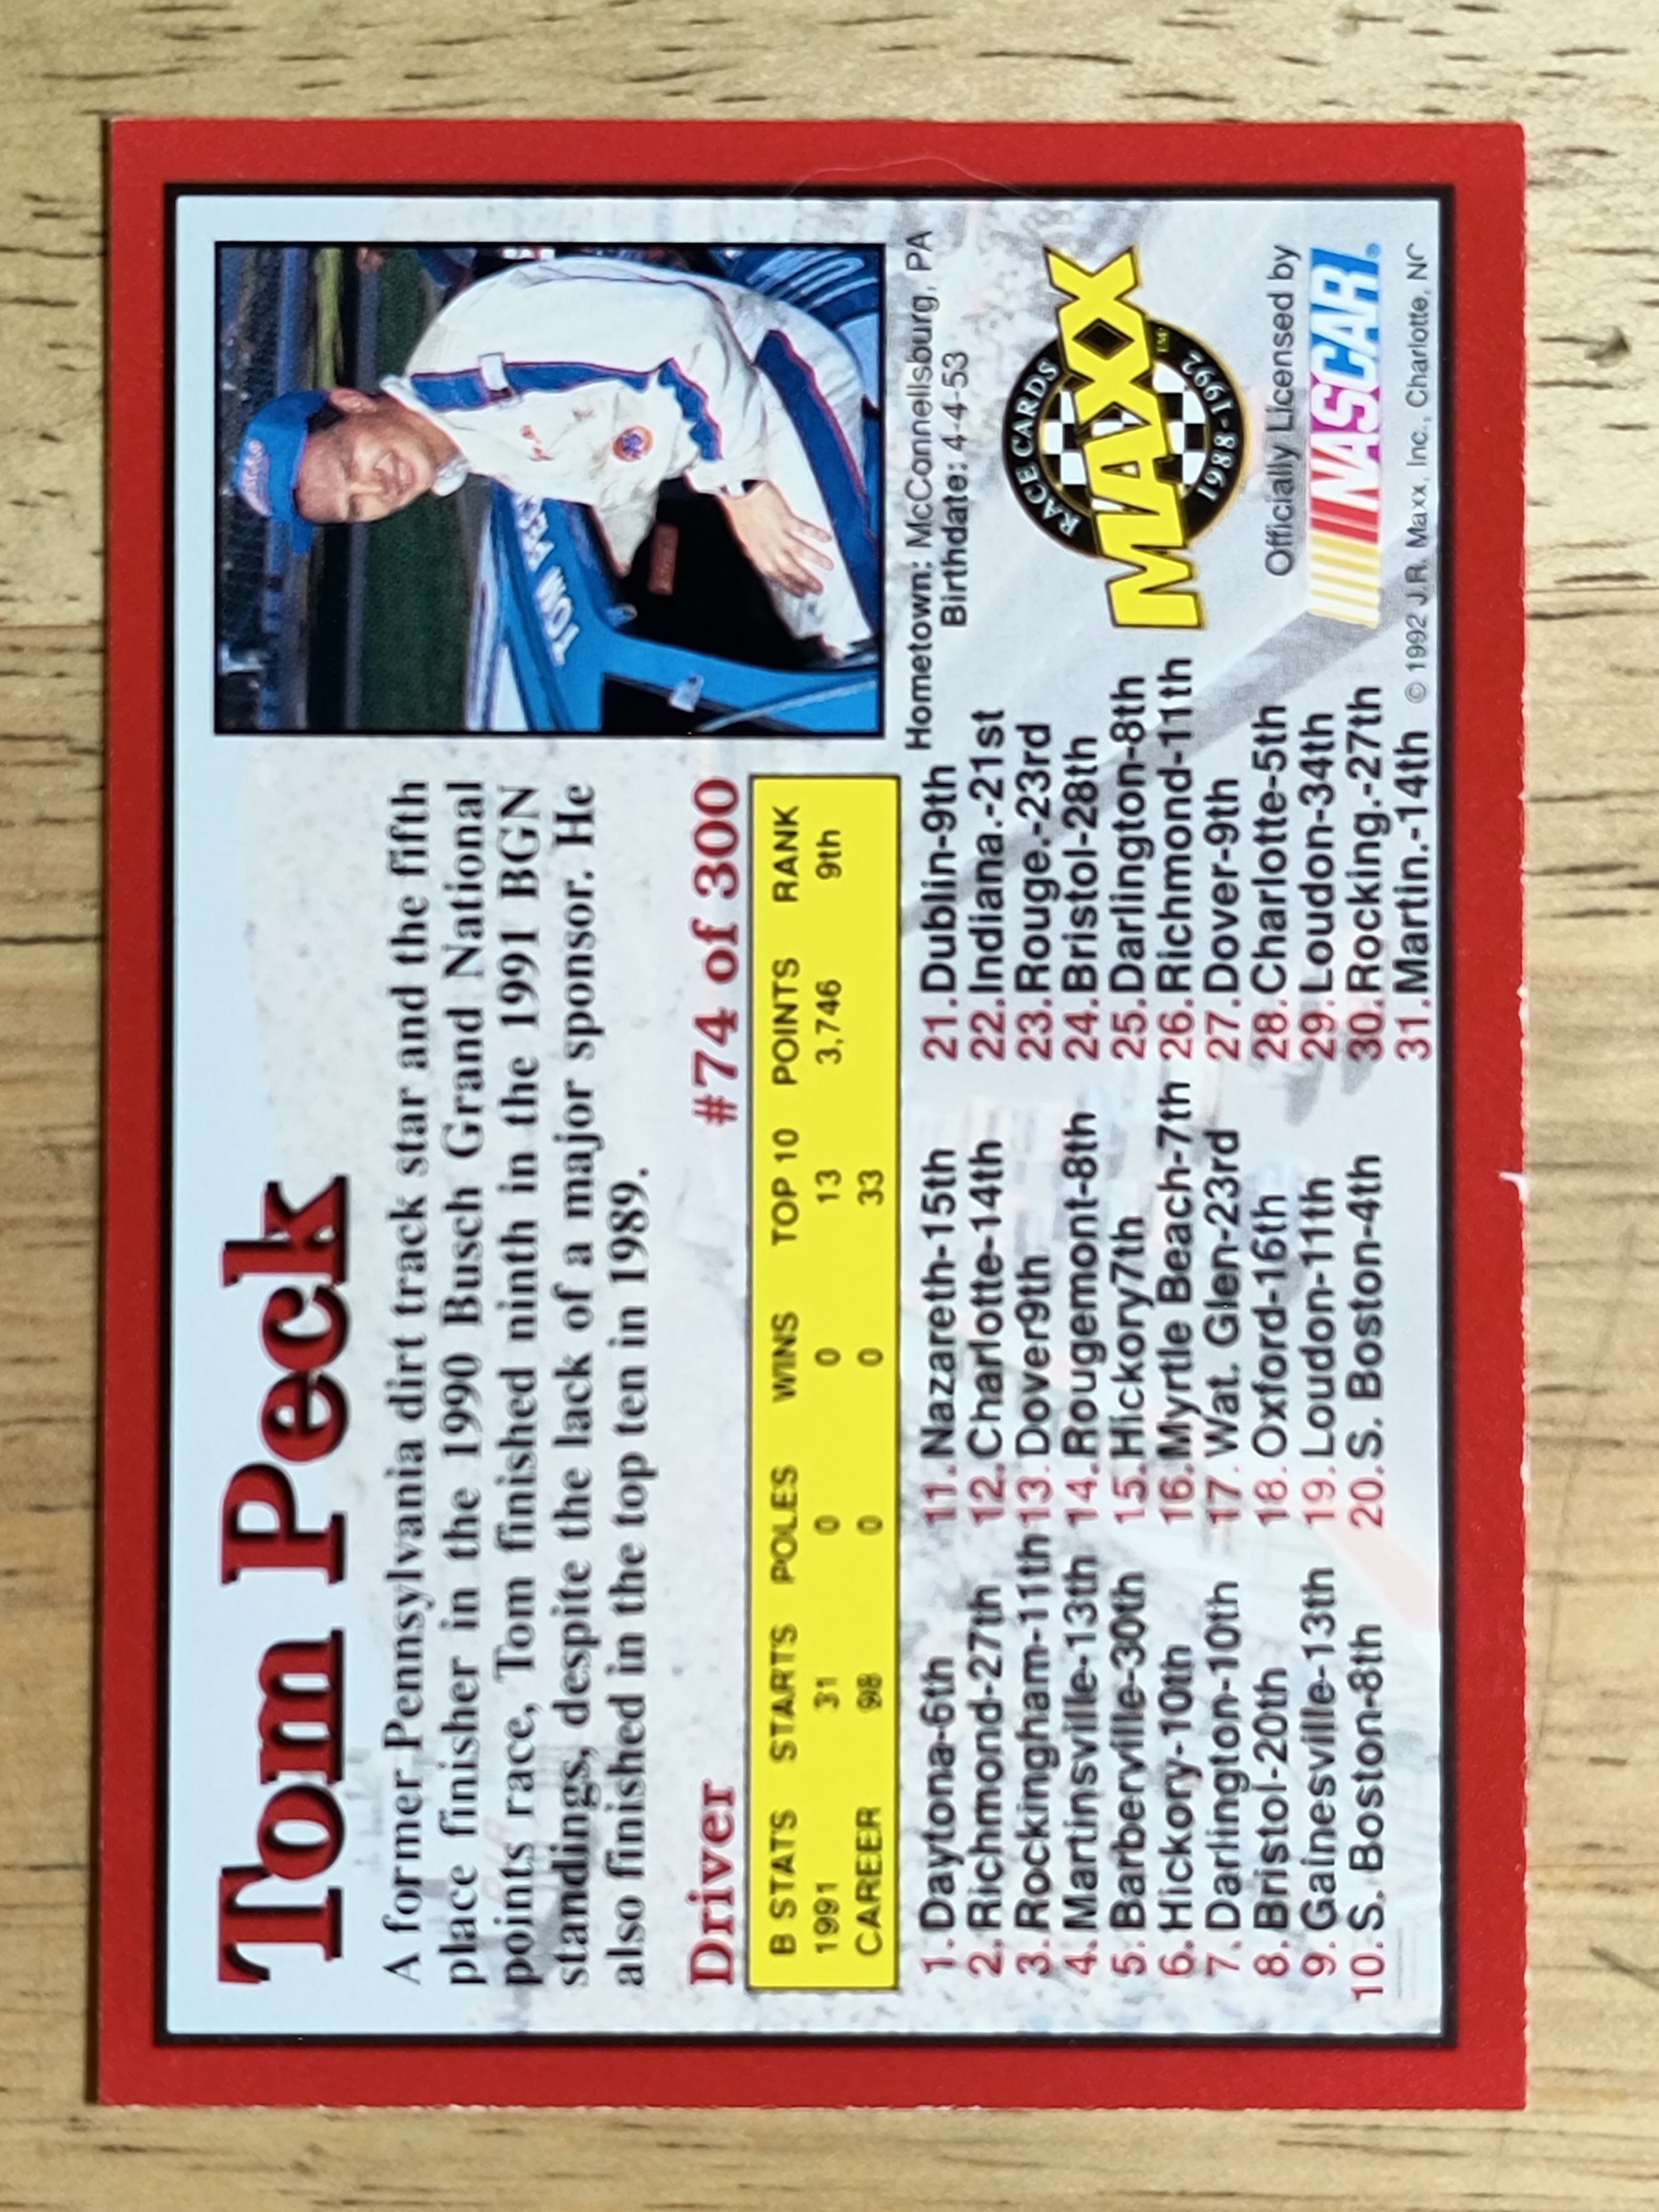 Tom Peck
A former Pennsylvania dirt track star and the fifth
place finisher in the 1990 Busch Grand National
points race, Tom finished ninth in the 1991 BGN
standings, despite the lack of a major sponsor. He
also finished in the top ten in 1989.
Driver #74 of 300
B STATS STARTS POLES WINS TOP 10 POINTS RANK
1991 31 0 0 13 3,746 9th
CAREER 98 0 0 33
1. Daytona-6th
2. Richmond-27th
3. Rockingham-11th
4. Martinsville-13th
5. Barberville-30th
6. Hickory-10th
7. Darlington-10th
8. Bristol-20th
9. Gainesville-13th
10. S. Boston-8th
11. Nazareth-15th
12. Charlotte-14th
13. Dover9th
14. Rougemont-8th
15. Hickory7th
16. Myrtle Beach-7th
17. Wat. Glen-23rd
18. Oxford-16th
19. Loudon-11th
20. S. Boston-4th
21. Dublin-9th
22. Indiana.-21st
23. Rouge.-23rd
24. Bristol-28th
25. Darlington-8th
26. Richmond-11th
27. Dover-9th
28. Charlotte-5th
29. Loudon-34th
30. Rocking.-27th
31. Martin.-14th
TOM PECK
Hometown: McConnellsburg, PA
Birthdate: 4-4-53
RACE CARDS
MAXX
TM
1988-1992
Officially Licensed by
NASCAR®
© 1992 J.R. Maxx, Inc., Charlotte, NC